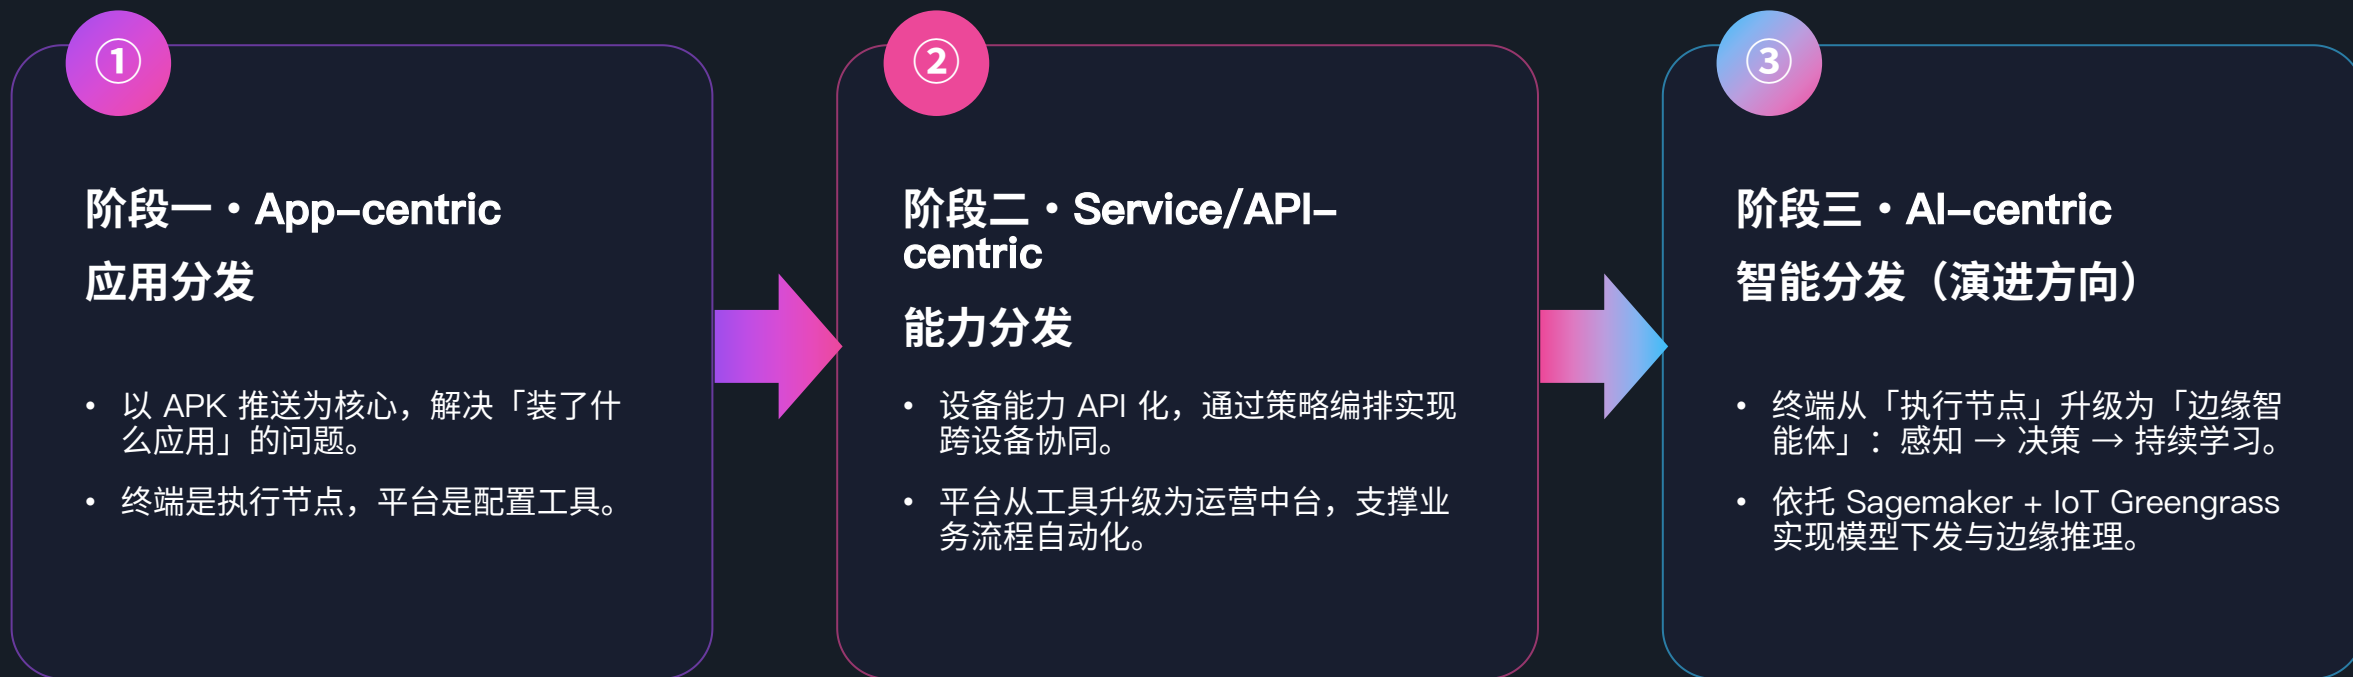 ①
阶段一・App-centric
应用分发
• 以 APK 推送为核心，解决「装了什
么应用」的问题。
• 终端是执行节点，平台是配置工具。
②
阶段二・Service/API-
centric
能力分发
• 设备能力 API 化，通过策略编排实现
跨设备协同。
• 平台从工具升级为运营中台，支撑业
务流程自动化。
③
阶段三・AI-centric
智能分发（演进方向）
• 终端从「执行节点」升级为「边缘智
能体」：感知 → 决策 → 持续学习。
• 依托 Sagemaker + IoT Greengrass
实现模型下发与边缘推理。